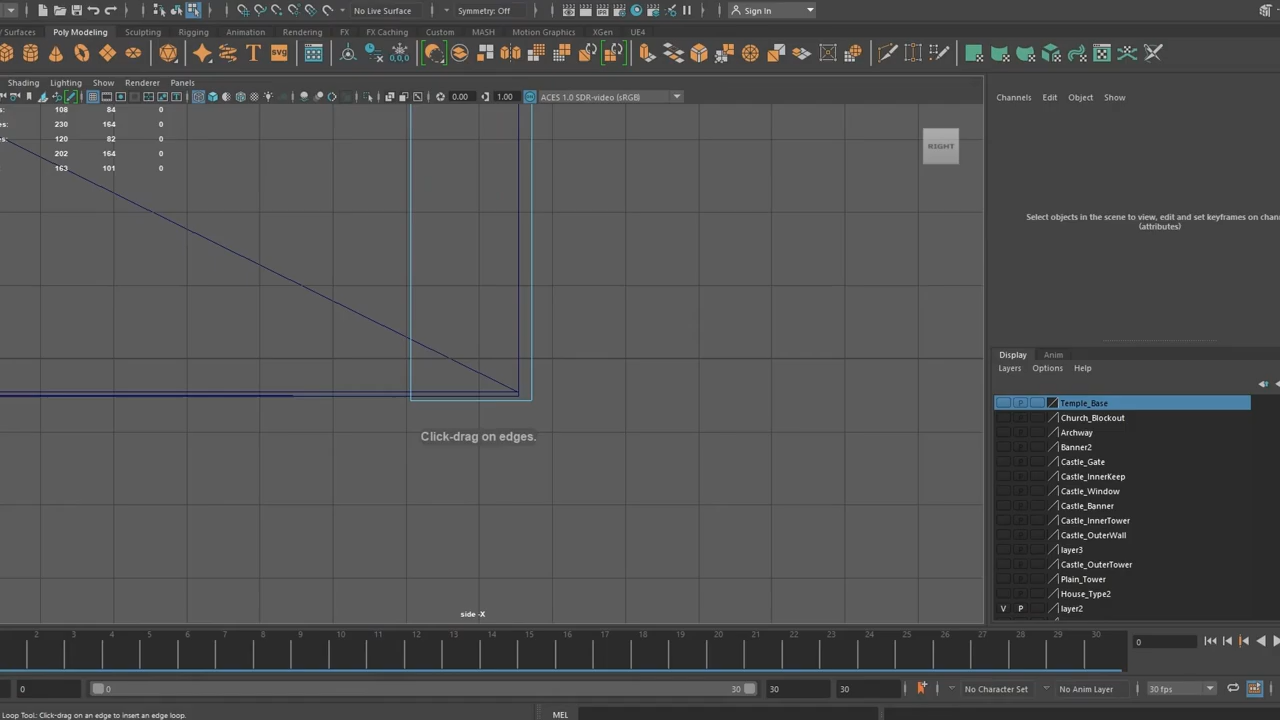 No Live Surface
Symmetry: Off
Sign In
Surfaces
Poly Modeling
Sculpting
Rigging
Animation
Rendering
FX
FX Caching
Custom
MASH
Motion Graphics
XGen
UE4
Shading
Lighting
Show
Renderer
Panels
0.00
1.00
ACES 1.0 SDR-video (sRGB)
108 84 0
230 164 0
120 82 0
202 164 0
163 101 0
RIGHT
Channels
Edit
Object
Show
Select objects in the scene to view, edit and set keyframes on chan
(attributes)
Click-drag on edges.
side -X
Display
Anim
Layers
Options
Help
Temple_Base
Church_Blockout
Archway
Banner2
Castle_Gate
Castle_InnerKeep
Castle_Window
Castle_Banner
Castle_InnerTower
Castle_OuterWall
layer3
Castle_OuterTower
Plain_Tower
House_Type2
V P layer2
2 3 4 5 6 7 8 9 10 11 12 13 14 15 16 17 18 19 20 21 22 23 24 25 26 27 28 29 30
0
0
0
30
30
30
No Character Set
No Anim Layer
30 fps
Loop Tool: Click-drag on an edge to insert an edge loop.
MEL